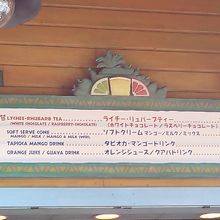 LYCHEE-RHUBARB TEA ライチー・リューバーブティー
(WHITE CHOCOLATE / RASPBERRY-CHOCOLATE) (ホワイトチョコレート/ラズベリーチョコレート)
SOFT SERVE CONE ソフトクリーム マンゴー/ミルク/ミックス
MANGO / MILK / MANGO & MILK SWIRL
TAPIOCA MANGO DRINK タピオカ・マンゴードリンク
ORANGE JUICE / GUAVA DRINK オレンジジュース/グアバドリンク